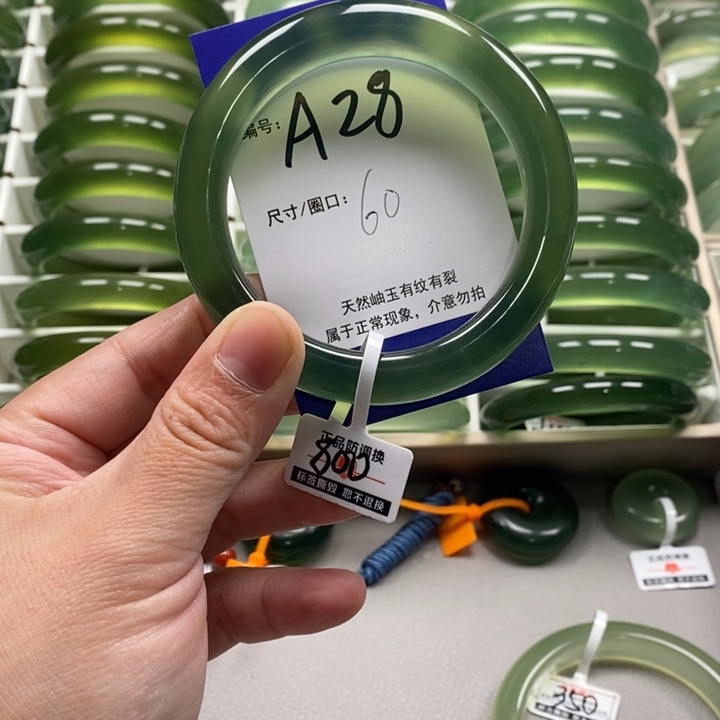 编号: A28
尺寸/圈口: 60
天然岫玉有纹有裂
属于正常现象，介意勿拍
正品防调换
800
标签撕毁 恕不退换
350